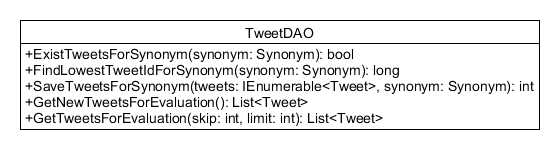 TweetDAO
+ExistTweetsForSynonym(synonym: Synonym): bool
+FindLowestTweetIdForSynonym(synonym: Synonym): long
+SaveTweetsForSynonym(tweets: IEnumerable<Tweet>, synonym: Synonym): int
+GetNewTweetsForEvaluation(): List<Tweet>
+GetTweetsForEvaluation(skip: int, limit: int): List<Tweet>